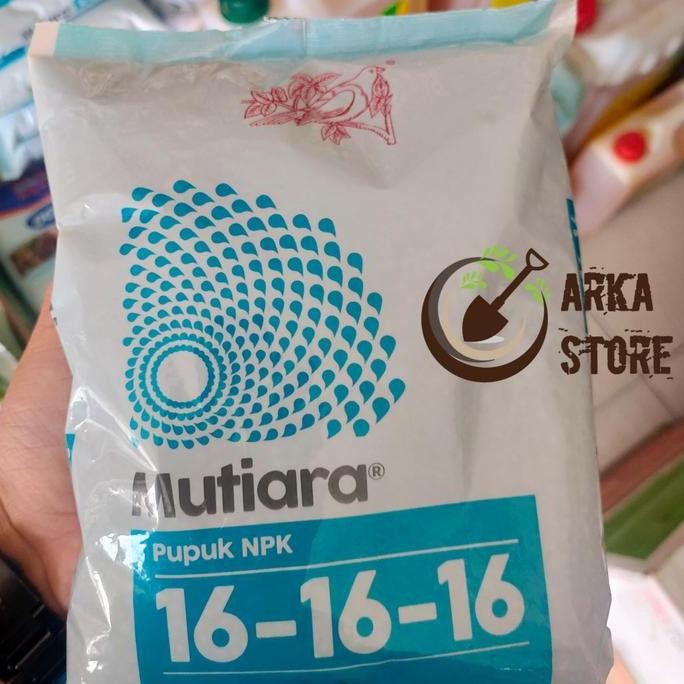 Mutiara®
Pupuk NPK
16-16-16
ARKA
STORE